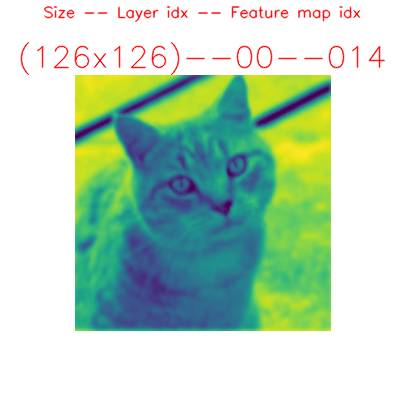 Size -- Layer idx -- Feature map idx
(126x126)--00--014